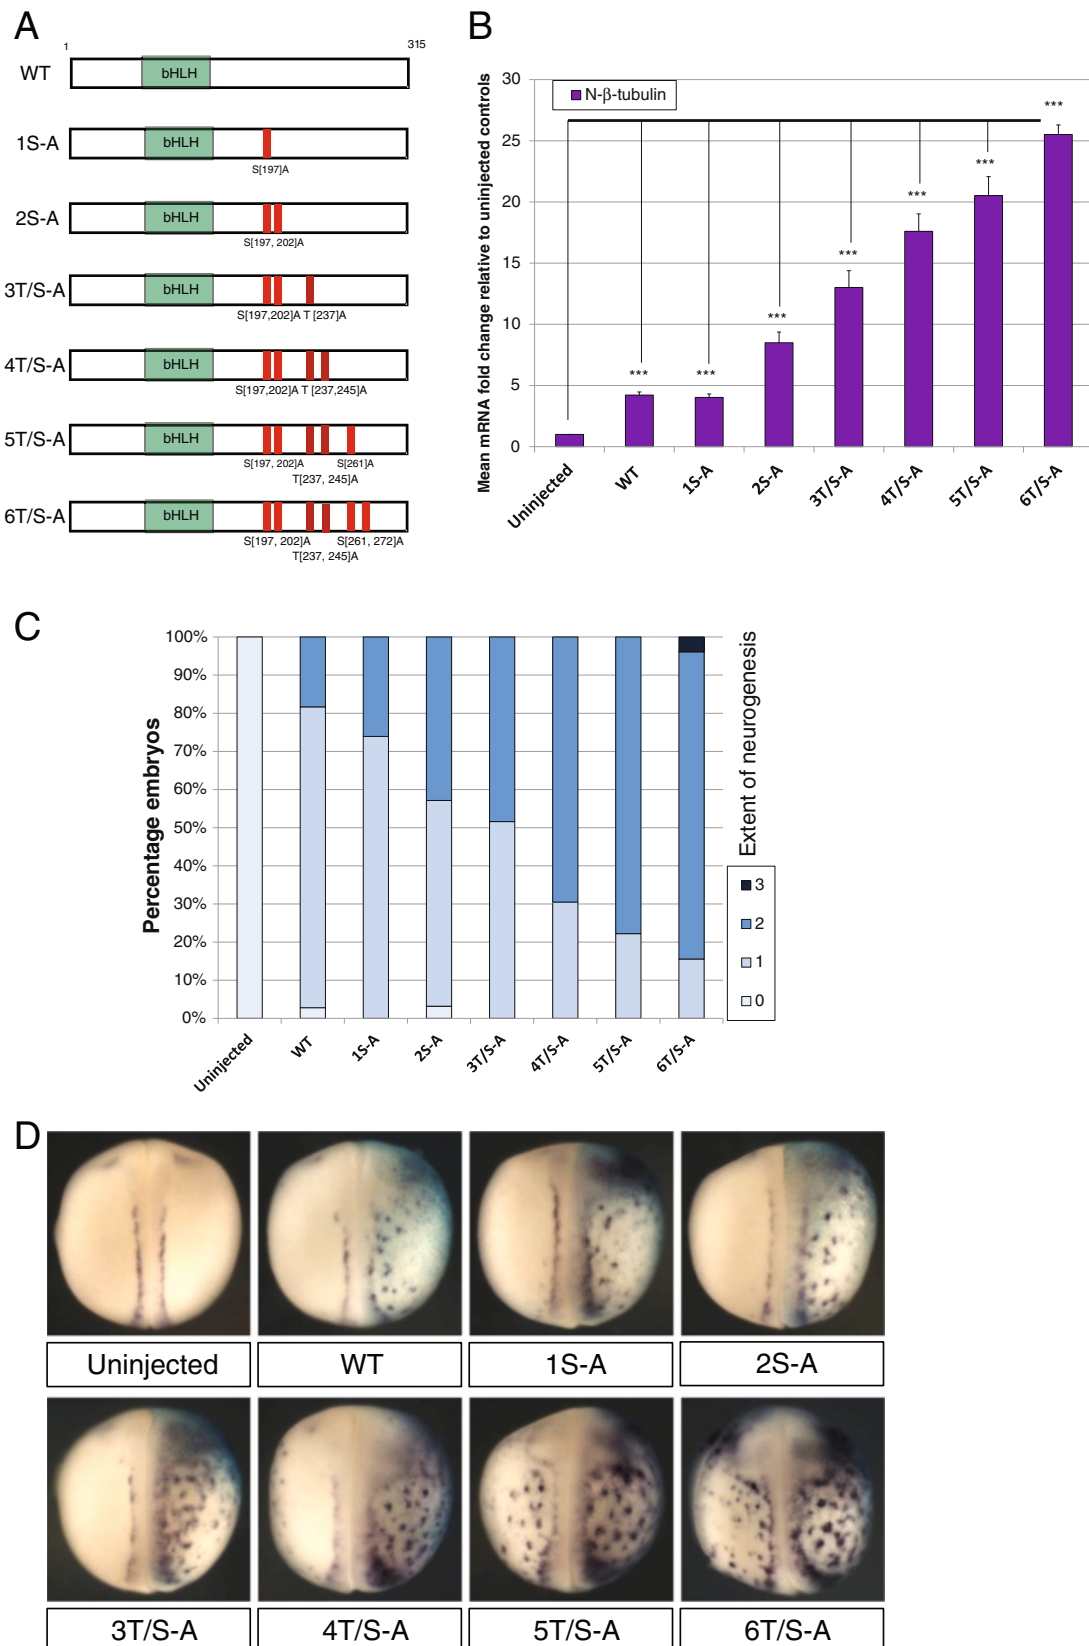 A
1
315
WT
bHLH
1S-A
bHLH
S[197]A
2S-A
bHLH
S[197, 202]A
3T/S-A
bHLH
S[197,202]A T [237]A
4T/S-A
bHLH
S[197,202]A T [237,245]A
5T/S-A
bHLH
S[197, 202]A
S[261]A
T[237, 245]A
6T/S-A
bHLH
S[197, 202]A
S[261, 272]A
T[237, 245]A
B
Mean mRNA fold change relative to uninjected controls
30
25
20
15
10
5
0
N-β-tubulin
***
***
***
***
***
***
***
Uninjected
WT
1S-A
2S-A
3T/S-A
4T/S-A
5T/S-A
6T/S-A
C
Percentage embryos
100%
90%
80%
70%
60%
50%
40%
30%
20%
10%
0%
Uninjected
WT
1S-A
2S-A
3T/S-A
4T/S-A
5T/S-A
6T/S-A
Extent of neurogenesis
3
2
1
0
D
Uninjected
WT
1S-A
2S-A
3T/S-A
4T/S-A
5T/S-A
6T/S-A